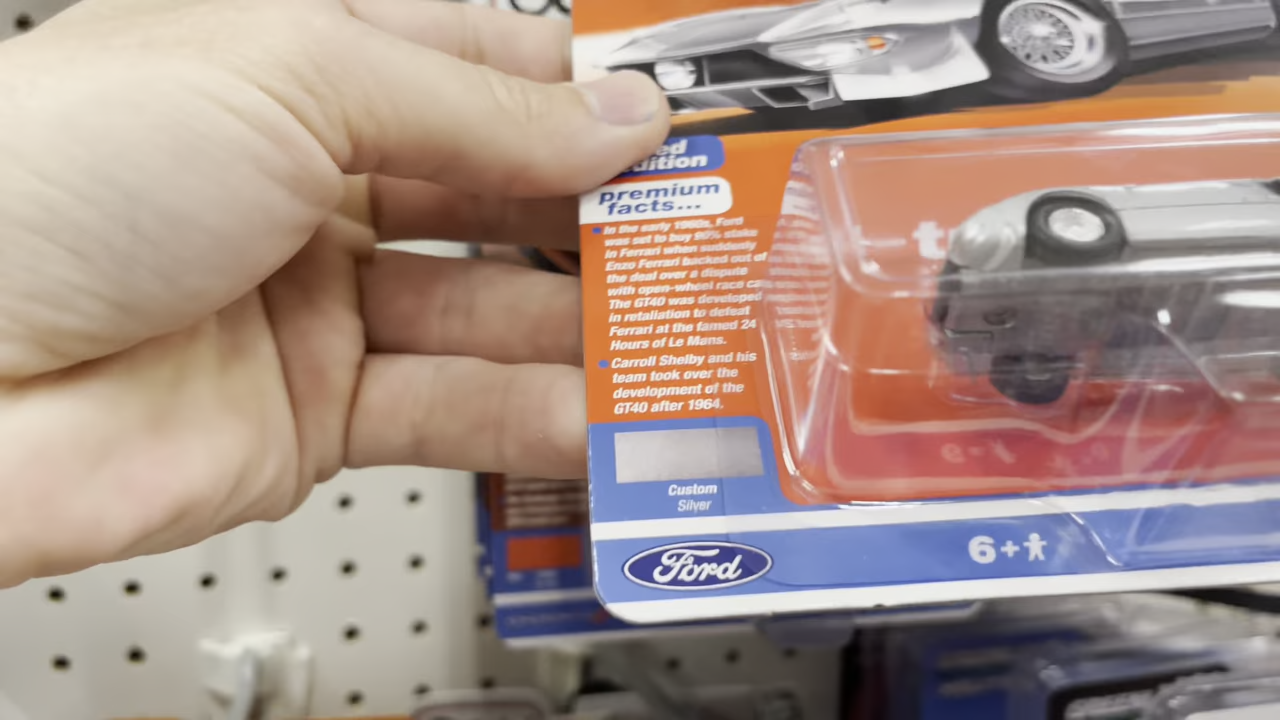 ed
dition
premium
facts...
• In the early 1960s, Ford
was set to buy 90% stake
in Ferrari when suddenly
Enzo Ferrari backed out of
the deal over a dispute
with open-wheel race ca
The GT40 was developed
in retaliation to defeat
Ferrari at the famed 24
Hours of Le Mans.
• Carroll Shelby and his
team took over the
development of the
GT40 after 1964.
Custom
Silver
Ford
6+